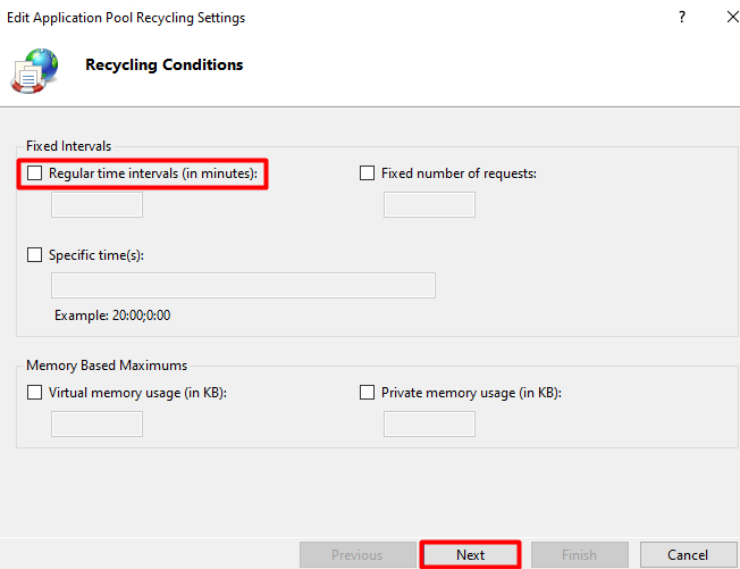 Edit Application Pool Recycling Settings
?
Recycling Conditions
Fixed Intervals
Regular time intervals (in minutes):
Fixed number of requests:
Specific time(s):
Example: 20:00;0:00
Memory Based Maximums
Virtual memory usage (in KB):
Private memory usage (in KB):
Previous
Next
Finish
Cancel